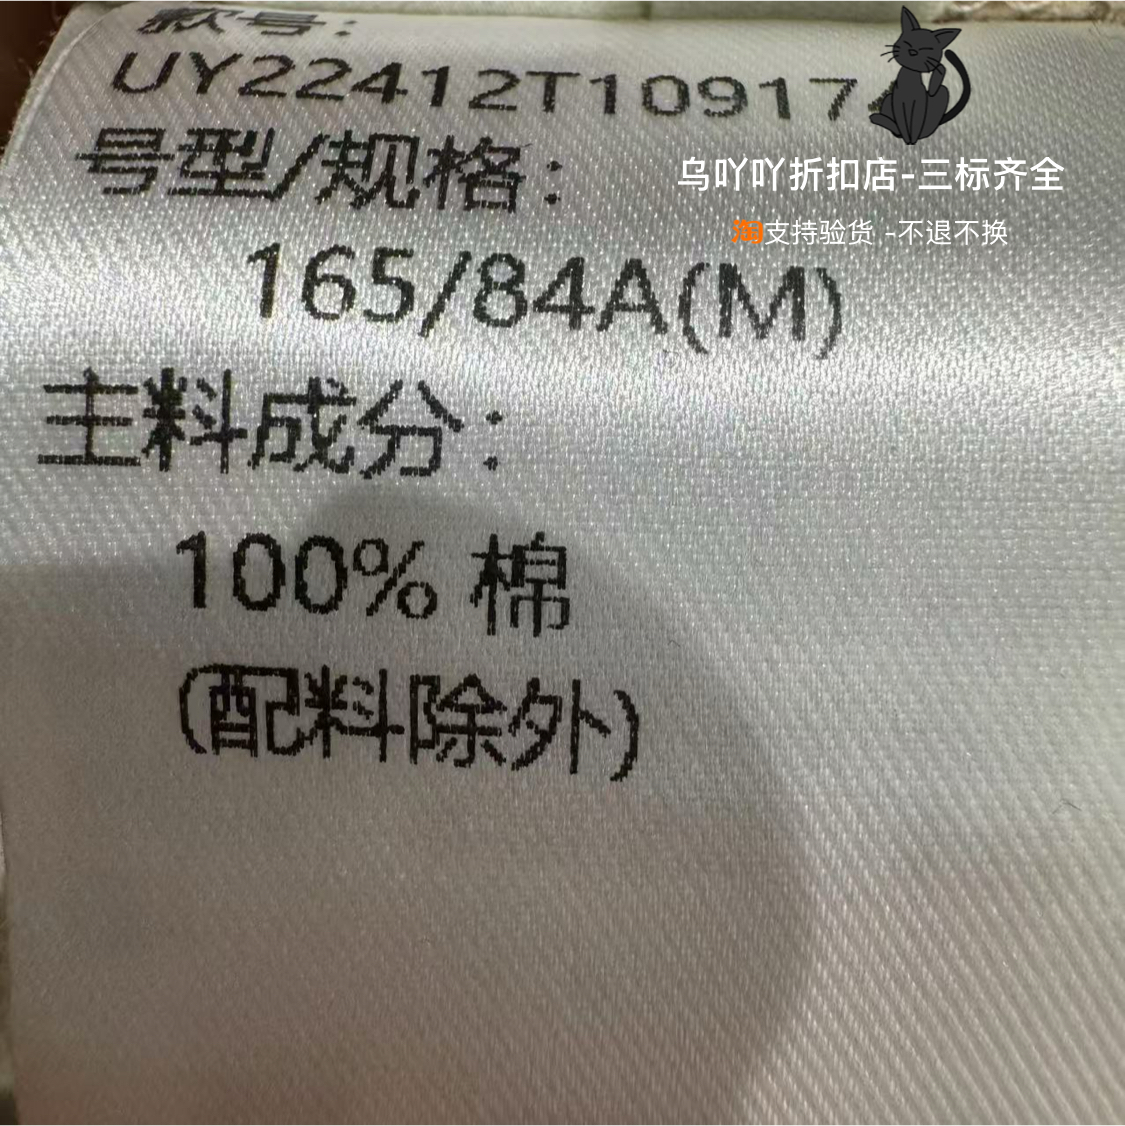 款号:
UY22412T10917
号型/规格:
乌吖吖折扣店-三标齐全
淘支持验货 -不退不换
165/84A(M)
主料成分:
100% 棉
(配料除外)